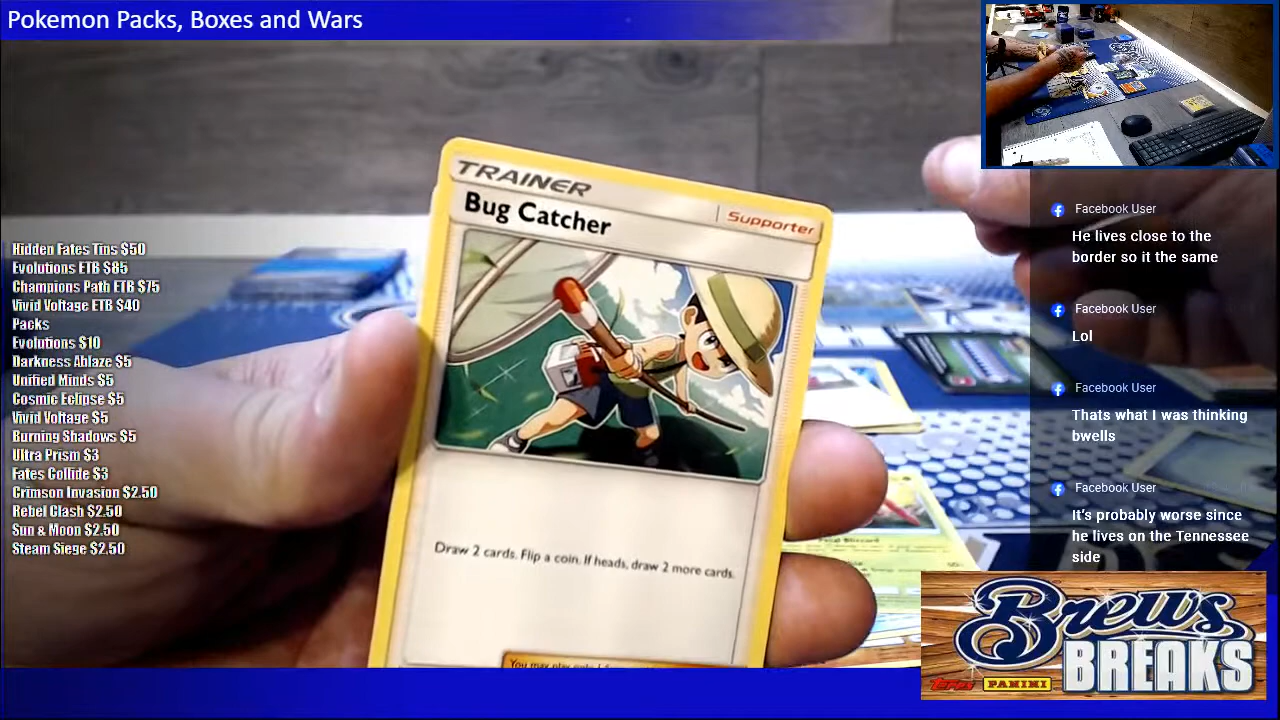 Pokemon Packs, Boxes and Wars
Hidden Fates Tins $50
Evolutions ETB $85
Champions Path ETB $75
Vivid Voltage ETB $40
Packs
Evolutions $10
Darkness Ablaze $5
Unified Minds $5
Cosmic Eclipse $5
Vivid Voltage $5
Burning Shadows $5
Ultra Prism $3
Fates Collide $3
Crimson Invasion $2.50
Rebel Clash $2.50
Sun & Moon $2.50
Steam Siege $2.50
TRAINER
Bug Catcher
Supporter
Draw 2 cards. Flip a coin. If heads, draw 2 more cards.
You may play only 1
Facebook User
He lives close to the
border so it the same
Facebook User
Lol
Facebook User
Thats what I was thinking
bwells
Facebook User
It's probably worse since
he lives on the Tennessee
side
Brews
BREAKS
Topps
PANINI